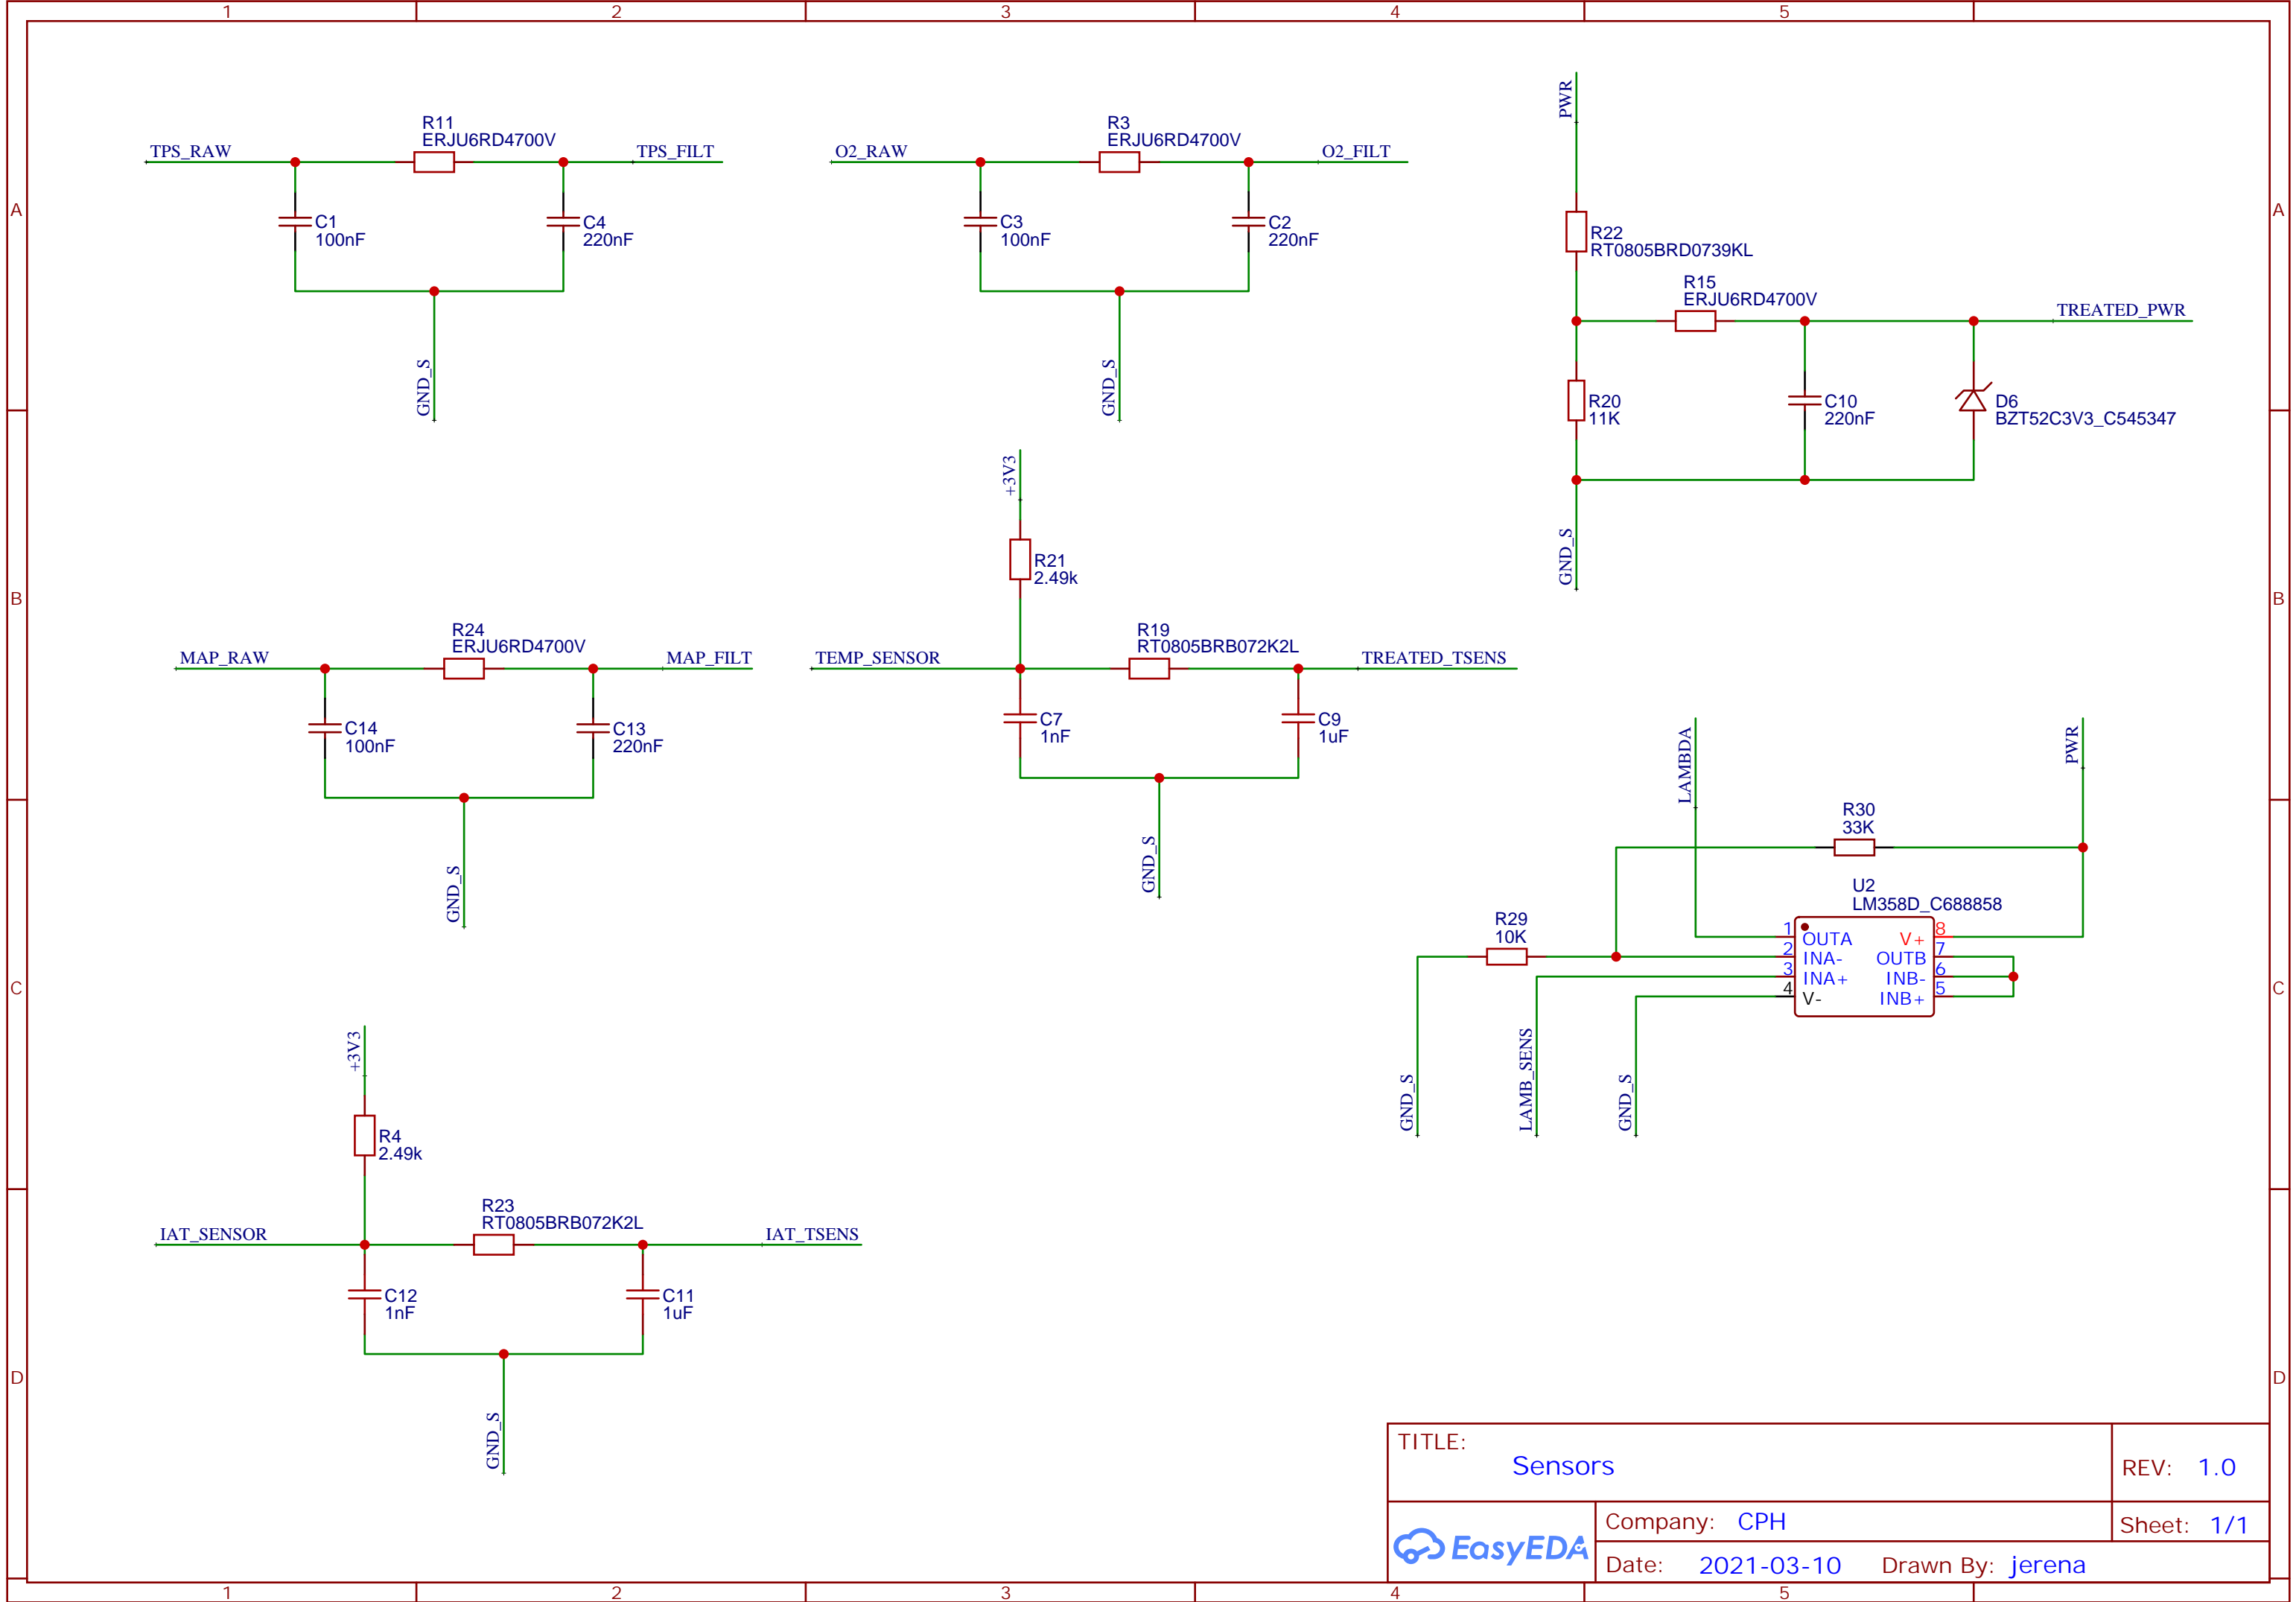 1 2 3 4 5
A A
B B
C C
D D
TPS_RAW
R11
ERJU6RD4700V
TPS_FILT
C1
100nF
C4
220nF
GND_S
O2_RAW
R3
ERJU6RD4700V
O2_FILT
C3
100nF
C2
220nF
GND_S
PWR
R22
RT0805BRD0739KL
R15
ERJU6RD4700V
TREATED_PWR
R20
11K
C10
220nF
D6
BZT52C3V3_C545347
GND_S
MAP_RAW
R24
ERJU6RD4700V
MAP_FILT
C14
100nF
C13
220nF
GND_S
+3V3
R21
2.49k
TEMP_SENSOR
R19
RT0805BRB072K2L
TREATED_TSENS
C7
1nF
C9
1uF
GND_S
LAMBDA
PWR
R30
33K
U2
LM358D_C688858
R29
10K
1 OUTA V+ 8
2 INA- OUTB 7
3 INA+ INB- 6
4 V- INB+ 5
GND_S
LAMB_SENS
GND_S
+3V3
R4
2.49k
IAT_SENSOR
R23
RT0805BRB072K2L
IAT_TSENS
C12
1nF
C11
1uF
GND_S
TITLE:
Sensors
REV: 1.0
EasyEDA
Company: CPH
Sheet: 1/1
Date: 2021-03-10 Drawn By: jerena
1 2 3 4 5